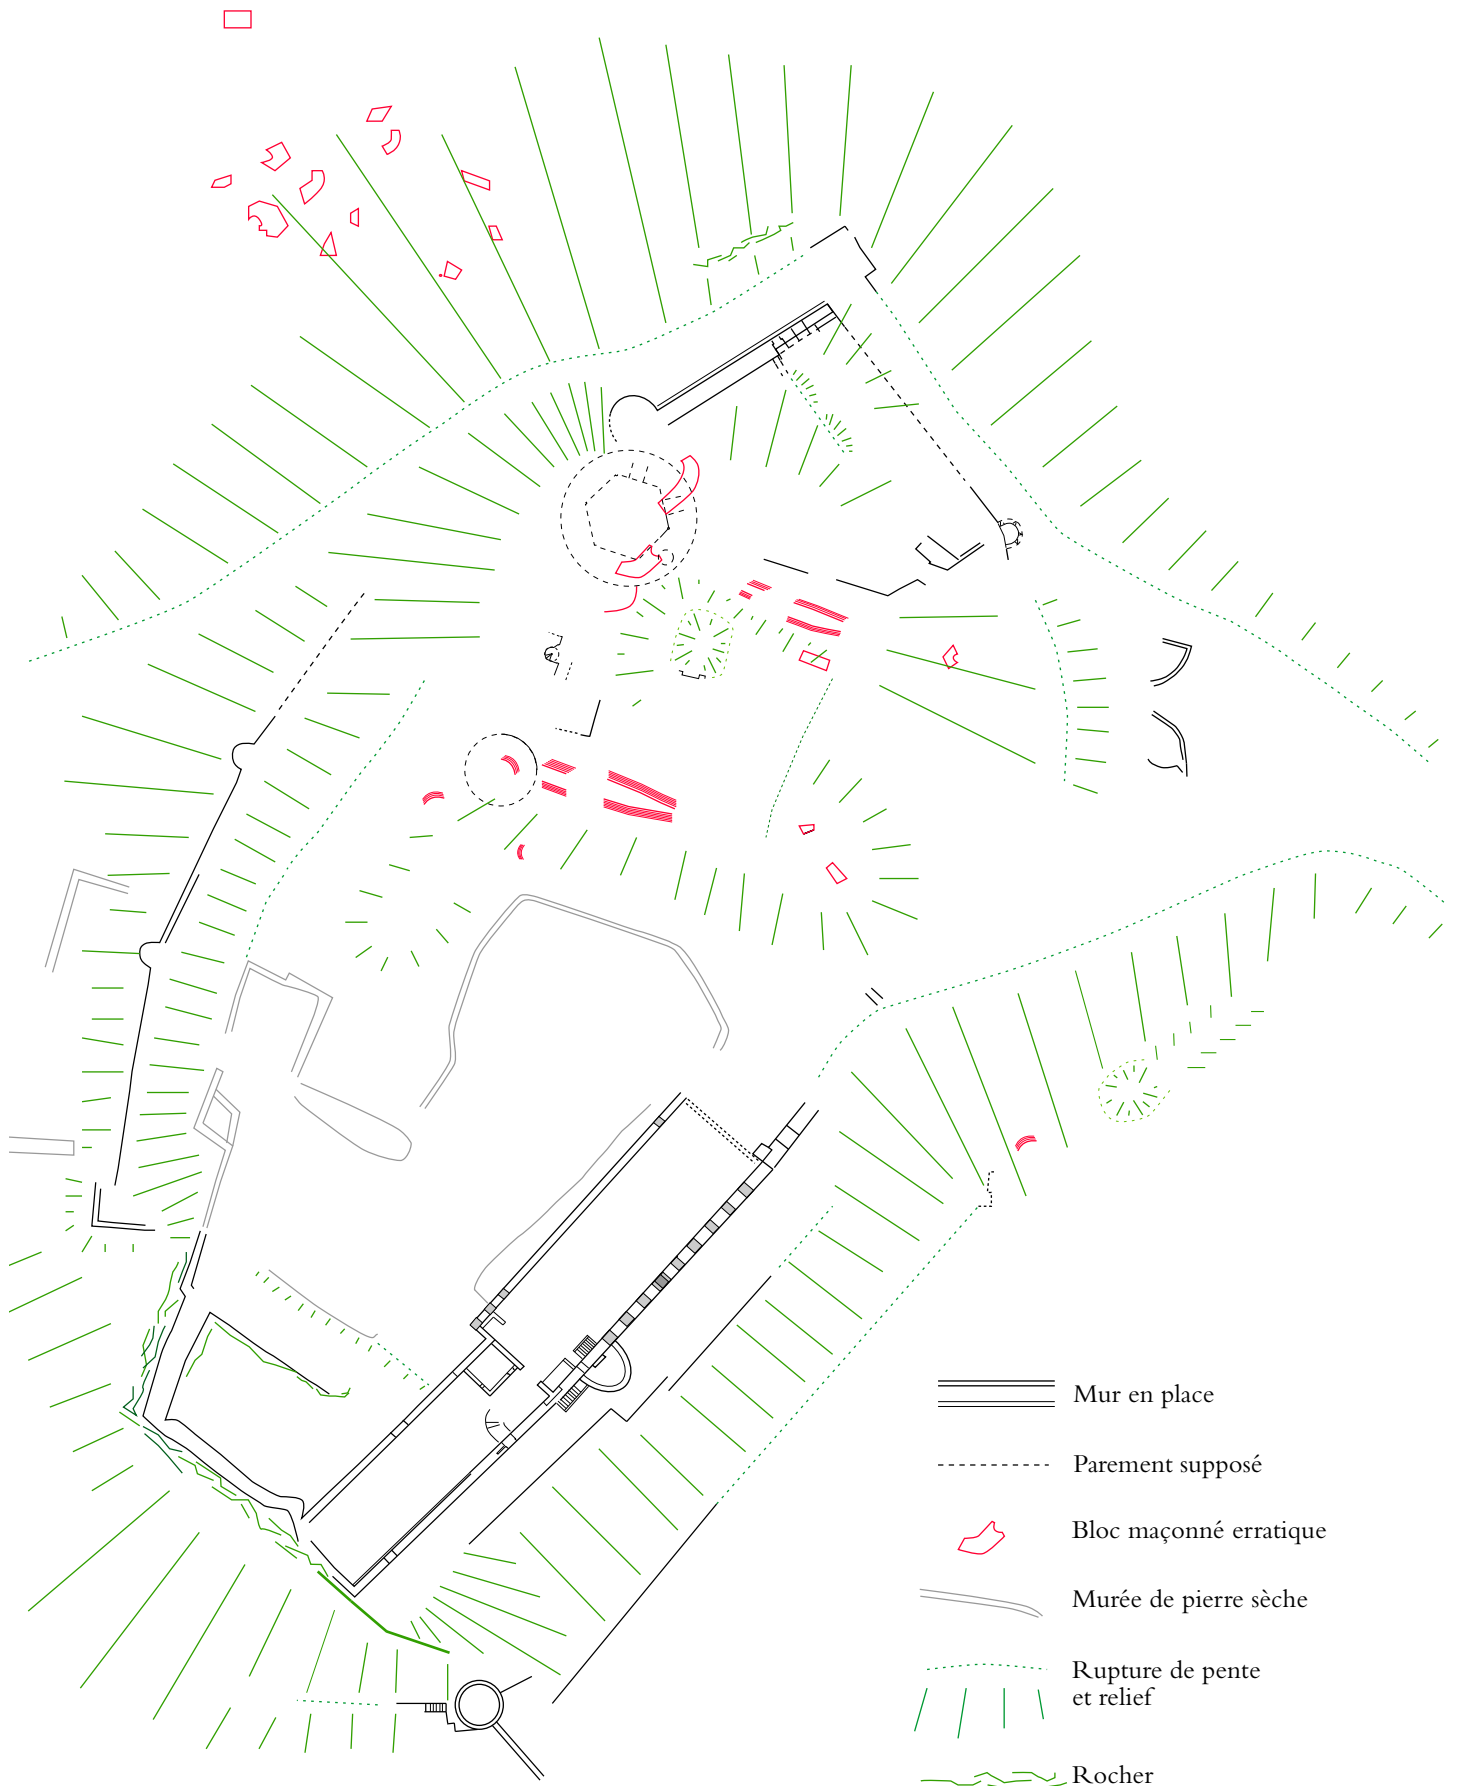 Mur en place
Parement supposé
Bloc maçonné erratique
Murée de pierre sèche
Rupture de pente
et relief
Rocher